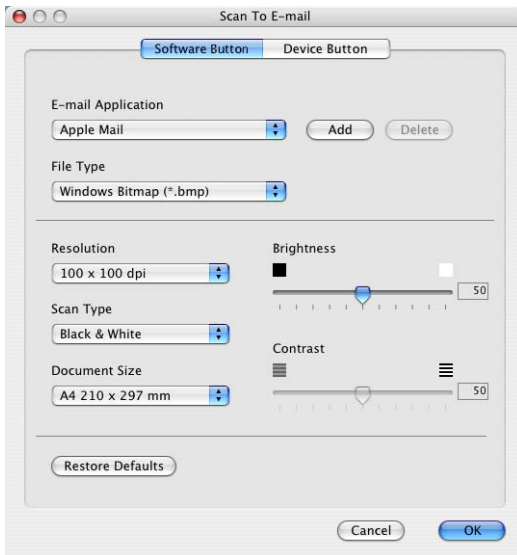 Scan To E-mail
Software Button Device Button
E-mail Application
Apple Mail Add Delete
File Type
Windows Bitmap (*.bmp)
Resolution
100 x 100 dpi
Scan Type
Black & White
Document Size
A4 210 x 297 mm
Brightness
50
Contrast
50
Restore Defaults
Cancel OK